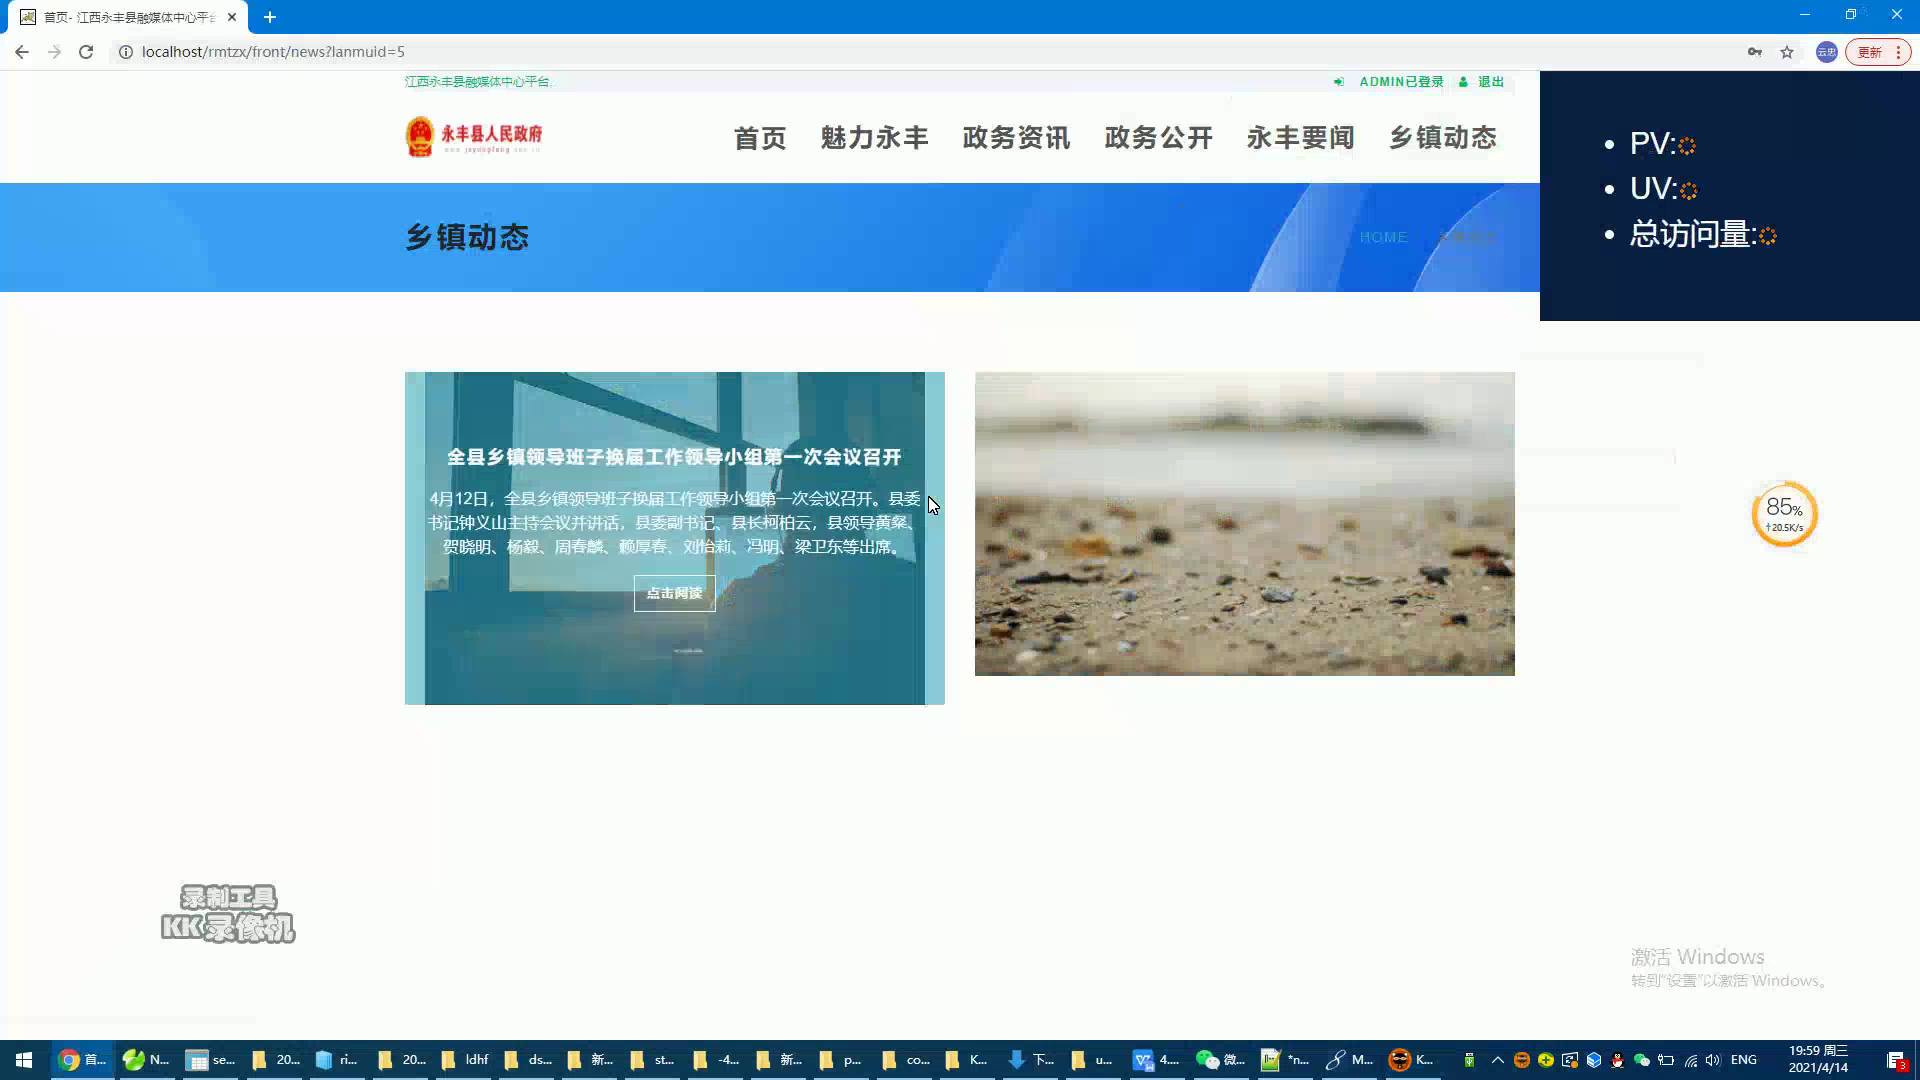 首页- 江西永丰县融媒体中心平台
localhost/rmtzx/front/news?lanmuid=5
云忠
更新
江西永丰县融媒体中心平台..
ADMIN已登录
退出
永丰县人民政府
首页
魅力永丰
政务资讯
政务公开
永丰要闻
乡镇动态
PV:
UV:
总访问量:
乡镇动态
HOME
全县乡镇领导班子换届工作领导小组第一次会议召开
4月12日，全县乡镇领导班子换届工作领导小组第一次会议召开。县委
书记钟义山主持会议并讲话，县委副书记、县长柯柏云，县领导黄粲、
贺晓明、杨毅、周春麟、赖厚春、刘怡莉、冯明、梁卫东等出席。
点击阅读
85%
↑20.5K/s
录制工具
KK录像机
激活 Windows
转到"设置"以激活 Windows。
首...
N...
se...
20...
ri...
20...
ldhf
ds...
新...
st...
-4...
新...
p...
co...
K...
下...
u...
4....
微...
*n...
M...
K...
ENG
19:59 周三
2021/4/14
3